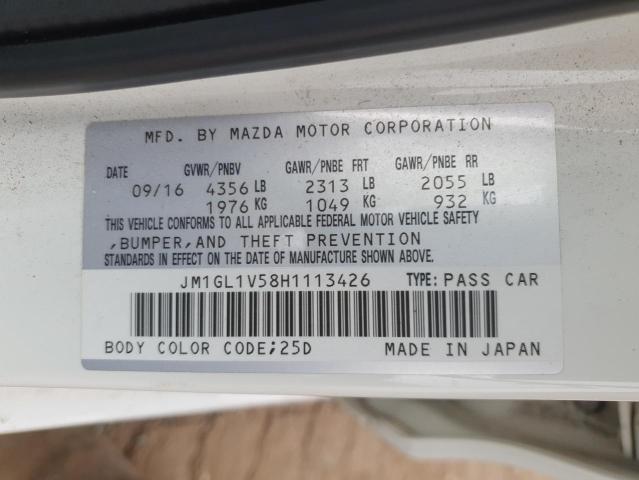 MFD. BY MAZDA MOTOR CORPORATION
DATE GVWR/PNBV GAWR/PNBE FRT GAWR/PNBE RR
09/16 4356 LB 2313 LB 2055 LB
1976 KG 1049 KG 932 KG
THIS VEHICLE CONFORMS TO ALL APPLICABLE FEDERAL MOTOR VEHICLE SAFETY
,BUMPER,AND THEFT PREVENTION
STANDARDS IN EFFECT ON THE DATE OF MANUFACTURE SHOWN ABOVE.
JM1GL1V58H1113426 TYPE: PASS CAR
BODY COLOR CODE;25D MADE IN JAPAN